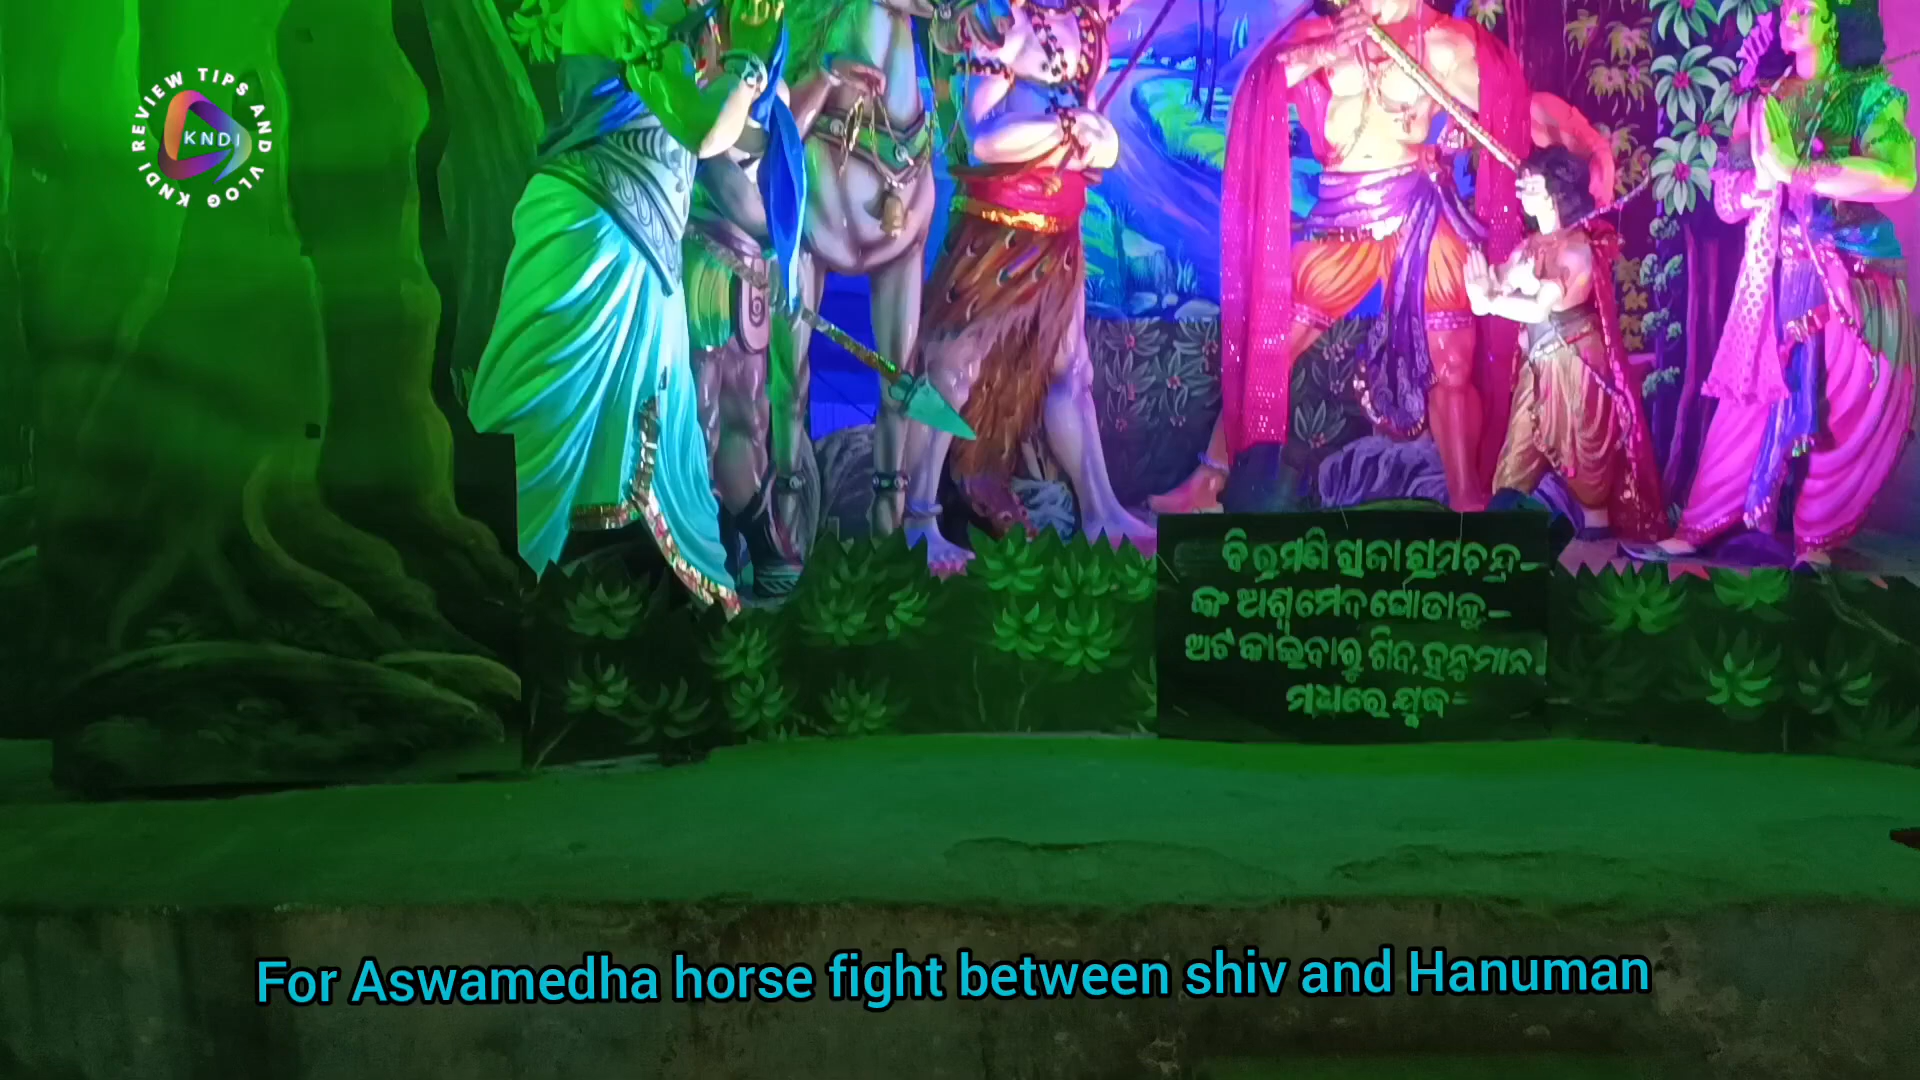 KNDI REVIEW TIPS AND VLOG
KNDI
ବିରମଣି ରାଜା ରାମଚନ୍ଦ୍ର-
ଙ୍କ ଅଶ୍ୱମେଦ ଘୋଡାକୁ-
ଅଟକାଇବାରୁ ଶିବ, ହନୁମାନ
ମଧ୍ୟରେ ଯୁଦ୍ଧ
For Aswamedha horse fight between shiv and Hanuman